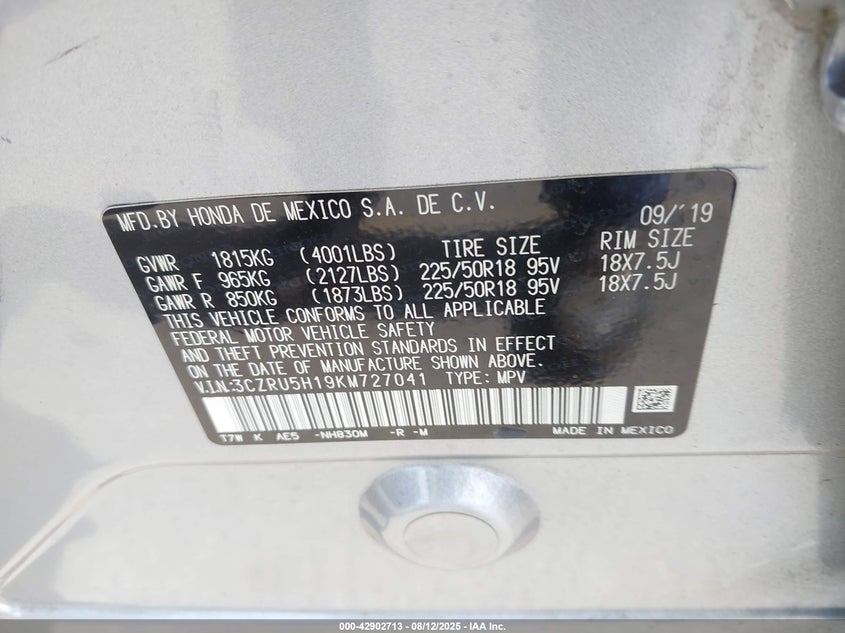 MFD.BY HONDA DE MEXICO S.A. DE C.V. 09/'19
GVWR 1815KG (4001LBS) TIRE SIZE RIM SIZE
GAWR F 965KG (2127LBS) 225/50R18 95V 18X7.5J
GAWR R 850KG (1873LBS) 225/50R18 95V 18X7.5J
THIS VEHICLE CONFORMS TO ALL APPLICABLE
FEDERAL MOTOR VEHICLE SAFETY
AND THEFT PREVENTION STANDARDS IN EFFECT
ON THE DATE OF MANUFACTURE SHOWN ABOVE.
V.I.N:3CZRU5H19KM727041 TYPE: MPV
T7W K AE5 -NH830M -R -M MADE IN MEXICO
000-42902713 - 08/12/2025 - IAA Inc.